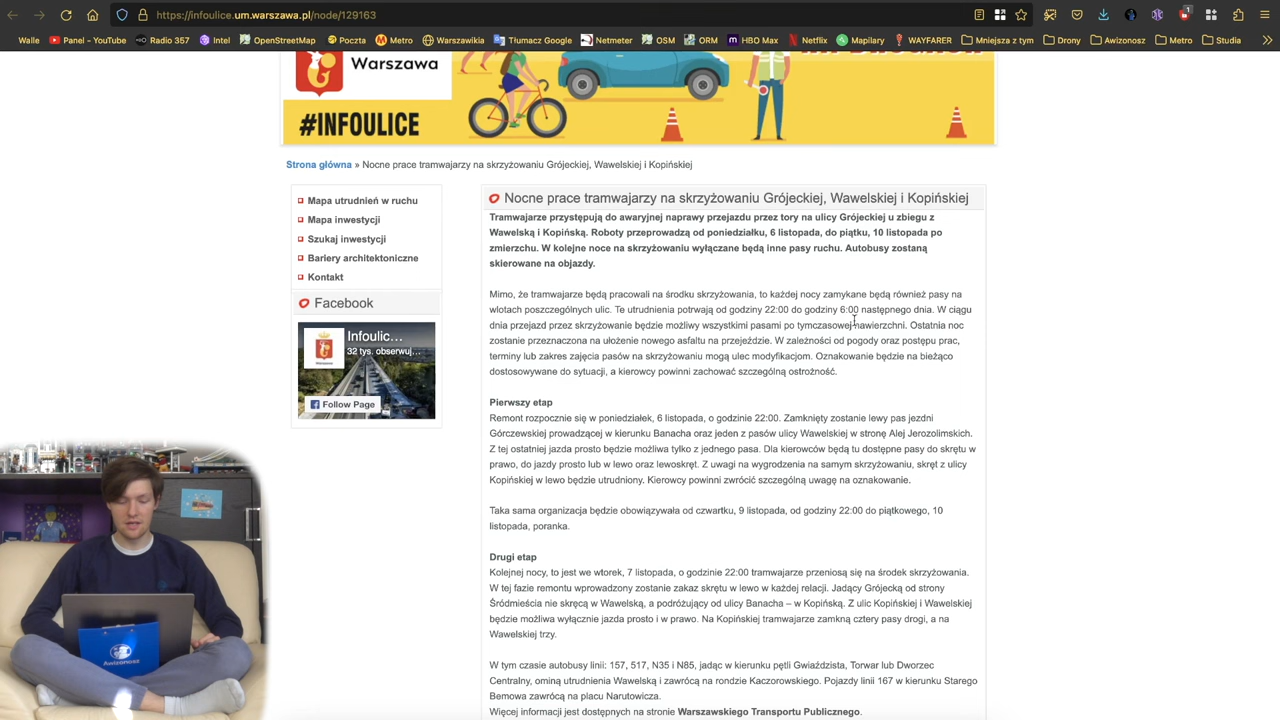 https://infoulice.um.warszawa.pl/node/129163
Walle Panel – YouTube Radio 357 Intel OpenStreetMap Poczta Metro Warszawikia Tłumacz Google Netmeter OSM ORM HBO Max Netflix Mapilary WAYFARER Mniejsza z tym Drony Awizonosz Metro Studia
Warszawa
#INFOULICE
Strona główna » Nocne prace tramwajarzy na skrzyżowaniu Grójeckiej, Wawelskiej i Kopińskiej
Mapa utrudnień w ruchu
Mapa inwestycji
Szukaj inwestycji
Bariery architektoniczne
Kontakt
Facebook
Infoulic...
32 tys. obserwuj...
Follow Page
Nocne prace tramwajarzy na skrzyżowaniu Grójeckiej, Wawelskiej i Kopińskiej
Tramwajarze przystępują do awaryjnej naprawy przejazdu przez tory na ulicy Grójeckiej u zbiegu z
Wawelską i Kopińską. Roboty przeprowadzą od poniedziałku, 6 listopada, do piątku, 10 listopada po
zmierzchu. W kolejne noce na skrzyżowaniu wyłączane będą inne pasy ruchu. Autobusy zostaną
skierowane na objazdy.
Mimo, że tramwajarze będą pracowali na środku skrzyżowania, to każdej nocy zamykane będą również pasy na
wlotach poszczególnych ulic. Te utrudnienia potrwają od godziny 22:00 do godziny 6:00 następnego dnia. W ciągu
dnia przejazd przez skrzyżowanie będzie możliwy wszystkimi pasami po tymczasowej nawierzchni. Ostatnia noc
zostanie przeznaczona na ułożenie nowego asfaltu na przejeździe. W zależności od pogody oraz postępu prac,
terminy lub zakres zajęcia pasów na skrzyżowaniu mogą ulec modyfikacjom. Oznakowanie będzie na bieżąco
dostosowywane do sytuacji, a kierowcy powinni zachować szczególną ostrożność.
Pierwszy etap
Remont rozpocznie się w poniedziałek, 6 listopada, o godzinie 22:00. Zamknięty zostanie lewy pas jezdni
Górczewskiej prowadzącej w kierunku Banacha oraz jeden z pasów ulicy Wawelskiej w stronę Alej Jerozolimskich.
Z tej ostatniej jazda prosto będzie możliwa tylko z jednego pasa. Dla kierowców będą tu dostępne pasy do skrętu w
prawo, do jazdy prosto lub w lewo oraz lewoskręt. Z uwagi na wygrodzenia na samym skrzyżowaniu, skręt z ulicy
Kopińskiej w lewo będzie utrudniony. Kierowcy powinni zwrócić szczególną uwagę na oznakowanie.
Taka sama organizacja będzie obowiązywała od czwartku, 9 listopada, od godziny 22:00 do piątkowego, 10
listopada, poranka.
Drugi etap
Kolejnej nocy, to jest we wtorek, 7 listopada, o godzinie 22:00 tramwajarze przeniosą się na środek skrzyżowania.
W tej fazie remontu wprowadzony zostanie zakaz skrętu w lewo w każdej relacji. Jadący Grójecką od strony
Śródmieścia nie skręcą w Wawelską, a podróżujący od ulicy Banacha – w Kopińską. Z ulic Kopińskiej i Wawelskiej
będzie możliwa wyłącznie jazda prosto i w prawo. Na Kopińskiej tramwajarze zamkną cztery pasy drogi, a na
Wawelskiej trzy.
W tym czasie autobusy linii: 157, 517, N35 i N85, jadąc w kierunku pętli Gwiaździsta, Torwar lub Dworzec
Centralny, ominą utrudnienia Wawelską i zawrócą na rondzie Kaczorowskiego. Pojazdy linii 167 w kierunku Starego
Bemowa zawrócą na placu Narutowicza.
Więcej informacji jest dostępnych na stronie Warszawskiego Transportu Publicznego.
Awizonosz